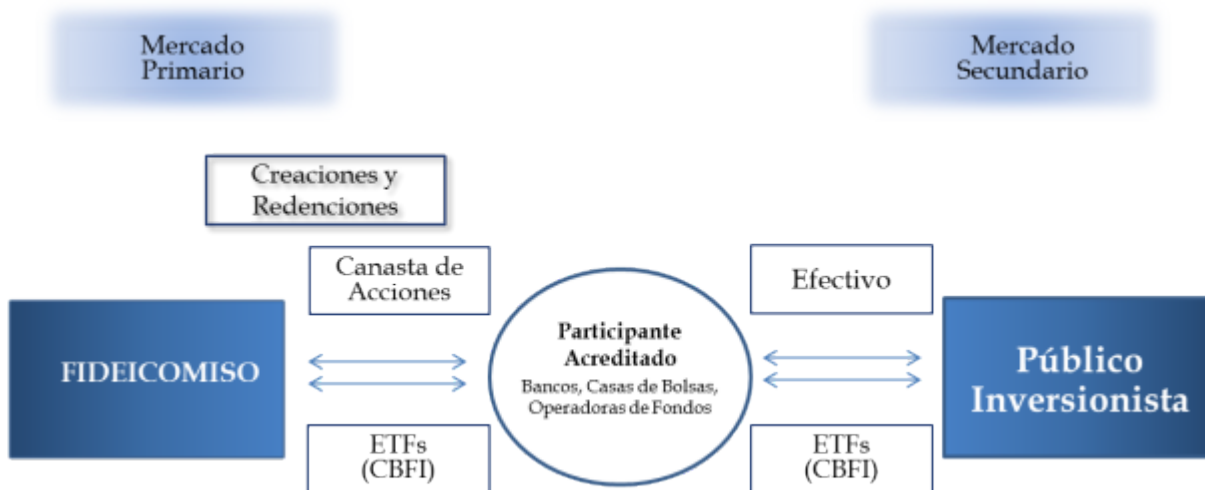 Mercado
Primario
Mercado
Secundario
Creaciones y
Redenciones
Canasta de
Acciones
Efectivo
FIDEICOMISO
Participante
Acreditado
Bancos, Casas de Bolsas,
Operadoras de Fondos
Público
Inversionista
ETFs
(CBFI)
ETFs
(CBFI)